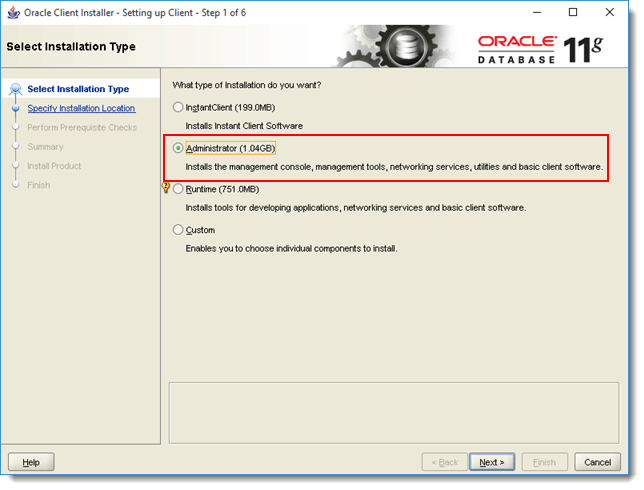 Oracle Client Installer - Setting up Client - Step 1 of 6
Select Installation Type
ORACLE
DATABASE 11g
Select Installation Type
Specify Installation Location
Perform Prerequisite Checks
Summary
Install Product
Finish
What type of Installation do you want?
InstantClient (199.0MB)
Installs Instant Client Software
Administrator (1.04GB)
Installs the management console, management tools, networking services, utilities and basic client software.
Runtime (751.0MB)
Installs tools for developing applications, networking services and basic client software.
Custom
Enables you to choose individual components to install.
Help
< Back
Next >
Finish
Cancel